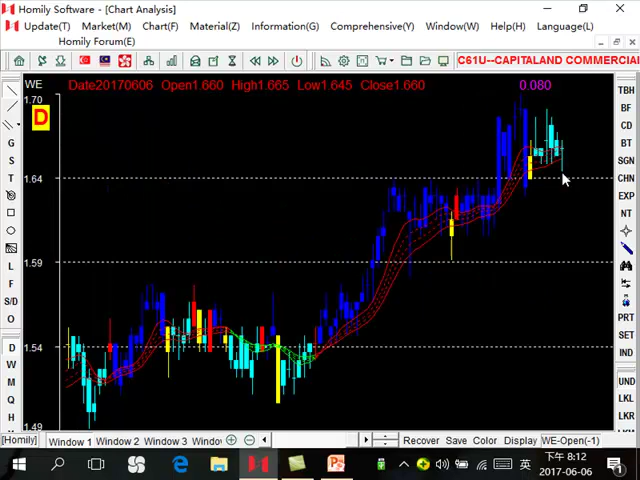 Homily Software - [Chart Analysis]
Update(T) Market(M) Chart(F) Material(Z) Information(G) Comprehensive(Y) Window(W) Help(H) Language(L)
Homily Forum(E)
C61U--CAPITALAND COMMERCIAL
WE Date20170606 Open1.660 High1.665 Low1.645 Close1.660 0.080
1.70
D
1.64
1.59
1.54
1.49
G
S
T
L
F
S/D
O
D
W
M
Q
H
TBH
BF
CD
BT
SGN
CHN
EXP
NT
PRT
SET
IND
UND
LKL
LKR
[Homily] Window 1 Window 2 Window 3 Windo Recover Save Color Display WE-Open(-1)
英 下午 8:12
2017-06-06
1